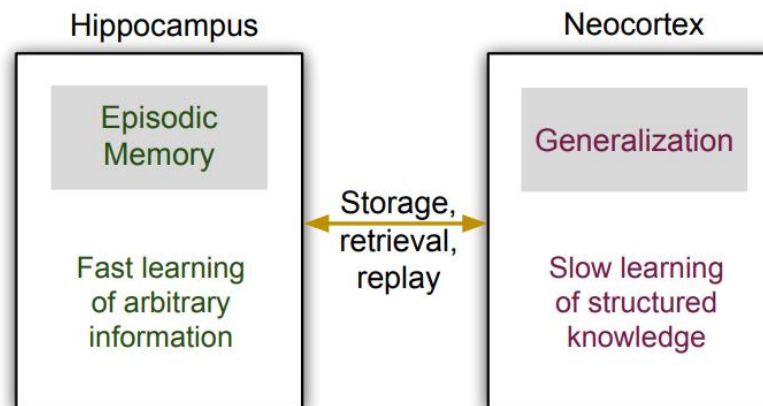 Hippocampus
Episodic
Memory
Fast learning
of arbitrary
information
Storage,
retrieval,
replay
Neocortex
Generalization
Slow learning
of structured
knowledge